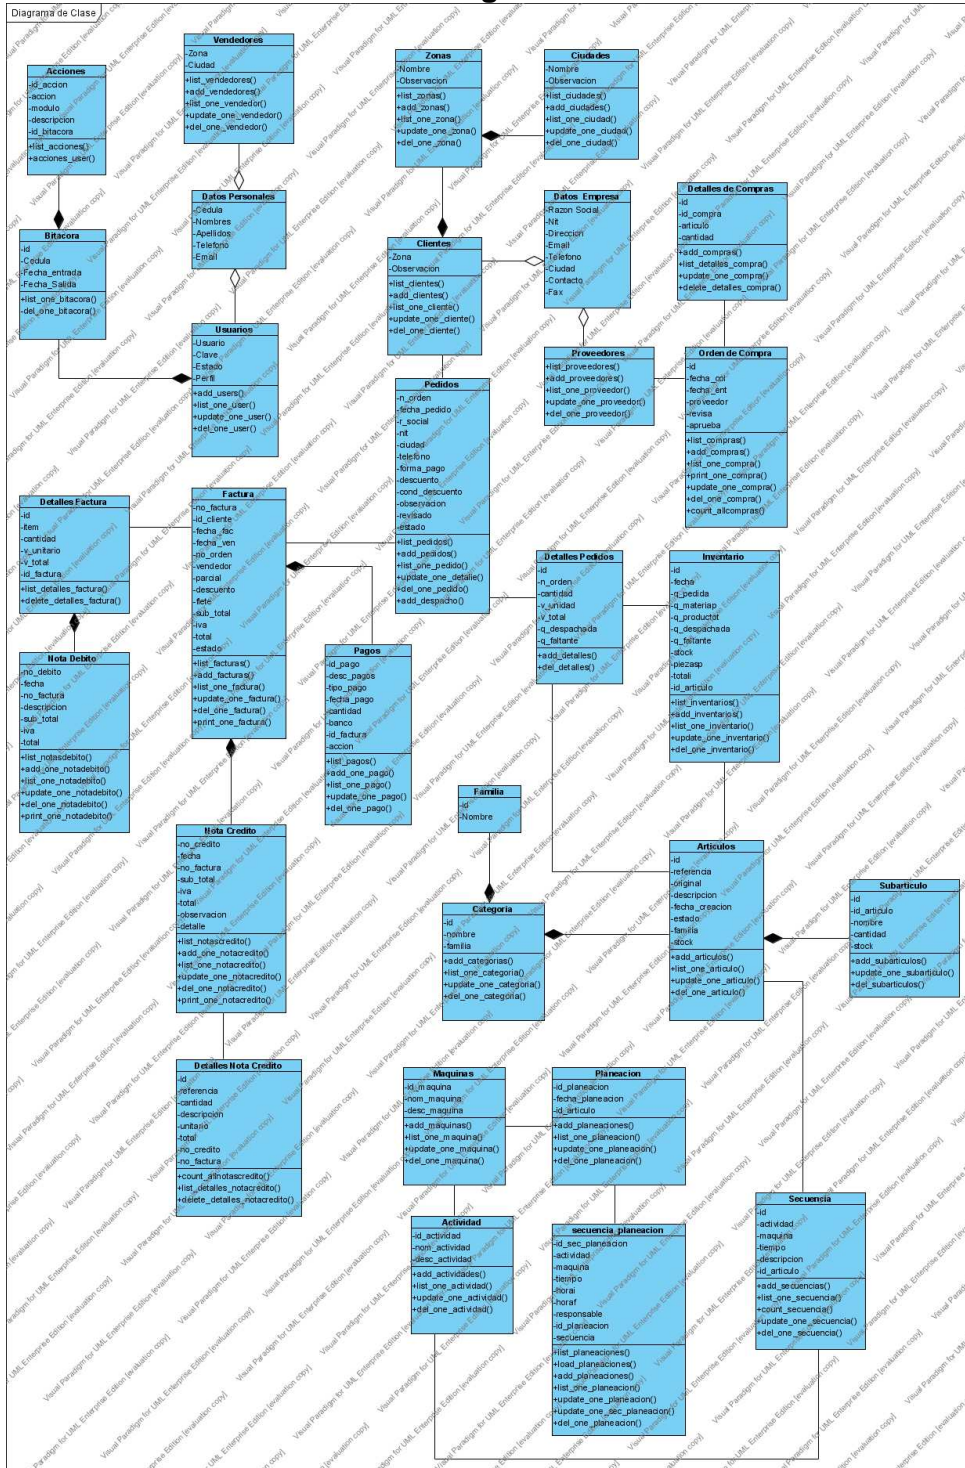 Diagrama de Clase
Vendedores
-Zona
-Ciudad
+list_vendedores()
+add_vendedores()
+list_one_vendedor()
+update_one_vendedor()
+del_one_vendedor()
Zonas
-Nombre
-Observacion
+list_zonas()
+add_zonas()
+list_one_zona()
+update_one_zona()
+del_one_zona()
Ciudades
-Nombre
-Observacion
+list_ciudades()
+add_ciudades()
+list_one_ciudad()
+update_one_ciudad()
+del_one_ciudad()
Acciones
-id_accion
-accion
-modulo
-descripcion
-id_bitacora
+list_acciones()
+acciones_user()
Datos Personales
-Cedula
-Nombres
-Apellidos
-Telefono
-Email
Datos Empresa
-Razon Social
-Nit
-Direccion
-Email
-Telefono
-Ciudad
-Contacto
-Fax
Detalles de Compras
-id
-id_compra
-articulo
-cantidad
+add_compras()
+list_detalles_compra()
+update_one_compra()
+delete_detalles_compra()
Bitacora
-id
-Cedula
-Fecha_entrada
-Fecha_Salida
+list_one_bitacora()
+del_one_bitacora()
Clientes
-Zona
-Observacion
+list_clientes()
+add_clientes()
+list_one_cliente()
+update_one_cliente()
+del_one_cliente()
Usuarios
-Usuario
-Clave
-Estado
-Perfil
+add_users()
+list_one_user()
+update_one_user()
+del_one_user()
Proveedores
+list_proveedores()
+add_proveedores()
+list_one_proveedor()
+update_one_proveedor()
+del_one_proveedor()
Orden de Compra
-id
-fecha_col
-fecha_ent
-proveedor
-revisa
-aprueba
+list_compras()
+add_compras()
+list_one_compra()
+print_one_compra()
+update_one_compra()
+del_one_compra()
+count_allcompras()
Pedidos
-n_orden
-fecha_pedido
-r_social
-nit
-ciudad
-telefono
-forma_pago
-descuento
-cond_descuento
-observacion
-revisado
-estado
+list_pedidos()
+add_pedidos()
+list_one_pedido()
+update_one_detalle()
+del_one_pedido()
+add_despacho()
Detalles Factura
-id
-item
-cantidad
-v_unitario
-v_total
-id_factura
+list_detalles_factura()
+delete_detalles_factura()
Factura
-no_factura
-id_cliente
-fecha_fac
-fecha_ven
-no_orden
-vendedor
-parcial
-descuento
-flete
-sub_total
-iva
-total
-estado
+list_facturas()
+add_facturas()
+list_one_factura()
+update_one_factura()
+del_one_factura()
+print_one_factura()
Detalles Pedidos
-id
-n_orden
-cantidad
-v_unidad
-v_total
-q_despachada
-q_faltante
+add_detalles()
+del_detalles()
Inventario
-id
-fecha
-q_pedida
-q_materiap
-q_productot
-q_despachada
-q_faltante
-stock
-piezasp
-totali
-id_articulo
+list_inventarios()
+add_inventarios()
+list_one_inventario()
+update_one_inventario()
+del_one_inventario()
Nota Debito
-no_debito
-fecha
-no_factura
-descripcion
-sub_total
-iva
-total
+list_notasdebito()
+add_one_notadebito()
+list_one_notadebito()
+update_one_notadebito()
+del_one_notadebito()
+print_one_notadebito()
Pagos
-id_pago
-desc_pagos
-tipo_pago
-fecha_pago
-cantidad
-banco
-id_factura
-accion
+list_pagos()
+add_one_pago()
+list_one_pago()
+update_one_pago()
+del_one_pago()
Familia
-id
-Nombre
Nota Credito
-no_credito
-fecha
-no_factura
-sub_total
-iva
-total
-observacion
-detalle
+list_notascredito()
+add_one_notacredito()
+list_one_notacredito()
+update_one_notacredito()
+del_one_notacredito()
+print_one_notacredito()
Categoria
-id
-nombre
-familia
+add_categorias()
+list_one_categoria()
+update_one_categoria()
+del_one_categoria()
Articulos
-id
-referencia
-original
-descripcion
-fecha_creacion
-estado
-familia
-stock
+add_articulos()
+list_one_articulo()
+update_one_articulo()
+del_one_articulo()
Subarticulo
-id
-id_articulo
-nombre
-cantidad
-stock
+add_subarticulos()
+update_one_subarticulo()
+del_subarticulos()
Detalles Nota Credito
-id
-referencia
-cantidad
-descripcion
-unitario
-total
-no_credito
-no_factura
+count_allnotascredito()
+list_detalles_notacredito()
+delete_detalles_notacredito()
Maquinas
-id_maquina
-nom_maquina
-desc_maquina
+add_maquinas()
+list_one_maquina()
+update_one_maquina()
+del_one_maquina()
Planeacion
-id_planeacion
-fecha_planeacion
-id_articulo
+add_planeaciones()
+list_one_planeacion()
+update_one_planeacion()
+del_one_planeacion()
Actividad
-id_actividad
-nom_actividad
-desc_actividad
+add_actividades()
+list_one_actividad()
+update_one_actividad()
+del_one_actividad()
secuencia_planeacion
-id_sec_planeacion
-actividad
-maquina
-tiempo
-horai
-horaf
-responsable
-id_planeacion
-secuencia
+list_planeaciones()
+load_planeaciones()
+add_planeaciones()
+list_one_planeacion()
+update_one_planeacion()
+update_one_sec_planeacion()
+del_one_planeacion()
Secuencia
-id
-actividad
-maquina
-tiempo
-descripcion
-id_articulo
+add_secuencias()
+list_one_secuencia()
+count_secuencia()
+update_one_secuencia()
+del_one_secuencia()
Visual Paradigm for UML Enterprise Edition [evaluation copy]